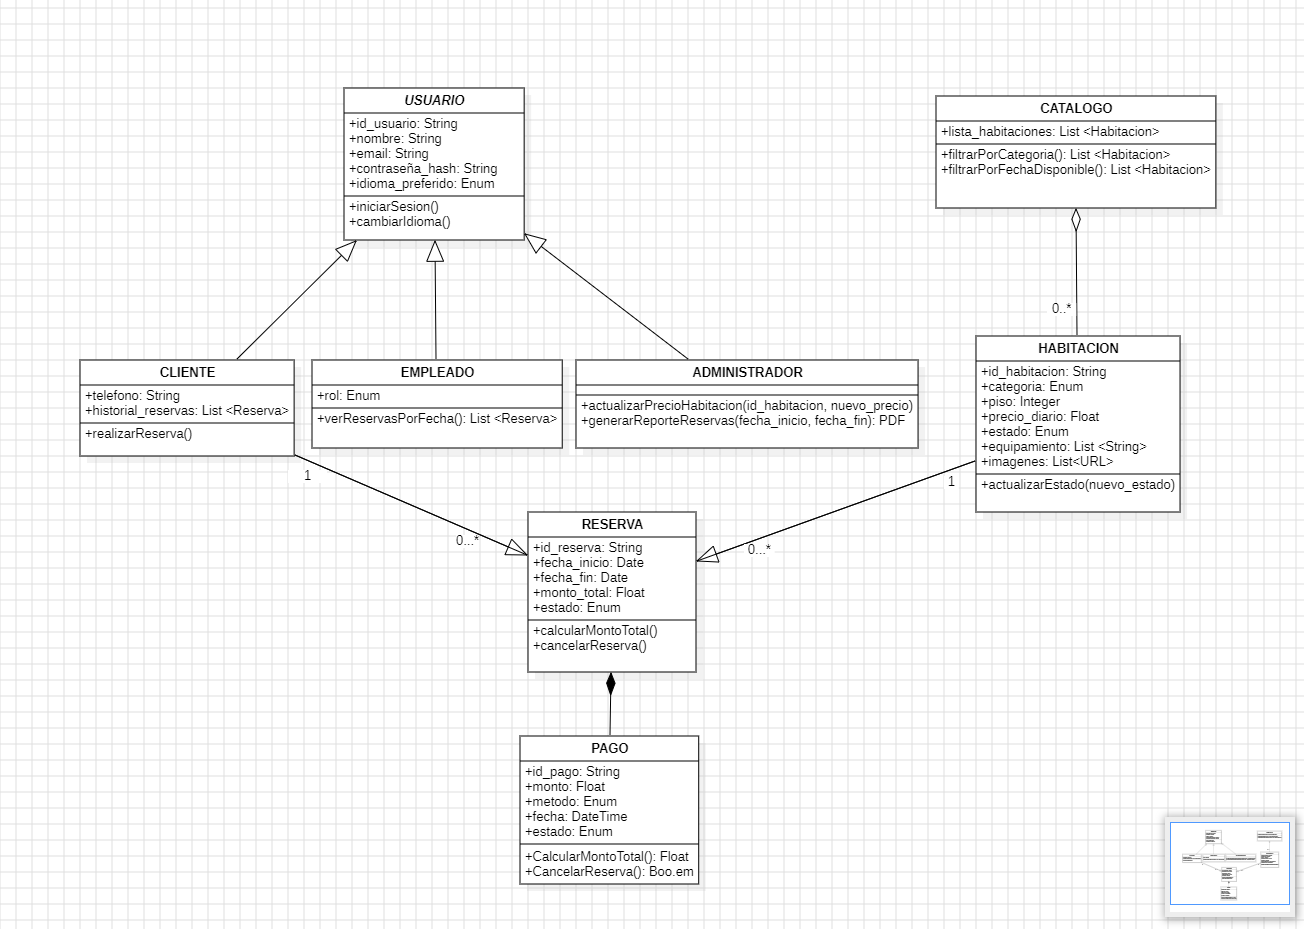 USUARIO
+id_usuario: String
+nombre: String
+email: String
+contraseña_hash: String
+idioma_preferido: Enum
+iniciarSesion()
+cambiarIdioma()
CATALOGO
+lista_habitaciones: List <Habitacion>
+filtrarPorCategoria(): List <Habitacion>
+filtrarPorFechaDisponible(): List <Habitacion>
0..*
CLIENTE
+telefono: String
+historial_reservas: List <Reserva>
+realizarReserva()
EMPLEADO
+rol: Enum
+verReservasPorFecha(): List <Reserva>
ADMINISTRADOR
+actualizarPrecioHabitacion(id_habitacion, nuevo_precio)
+generarReporteReservas(fecha_inicio, fecha_fin): PDF
HABITACION
+id_habitacion: String
+categoria: Enum
+piso: Integer
+precio_diario: Float
+estado: Enum
+equipamiento: List <String>
+imagenes: List<URL>
+actualizarEstado(nuevo_estado)
1
0...*
1
0...*
RESERVA
+id_reserva: String
+fecha_inicio: Date
+fecha_fin: Date
+monto_total: Float
+estado: Enum
+calcularMontoTotal()
+cancelarReserva()
PAGO
+id_pago: String
+monto: Float
+metodo: Enum
+fecha: DateTime
+estado: Enum
+CalcularMontoTotal(): Float
+CancelarReserva(): Boo.em